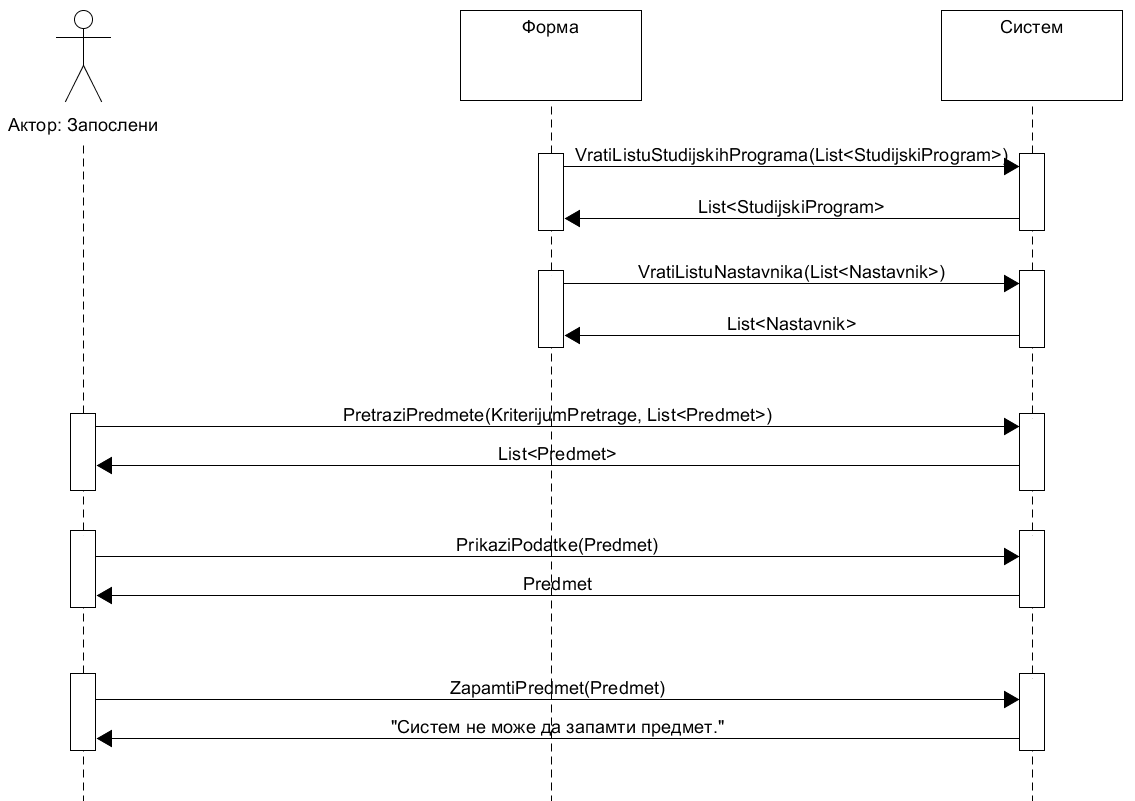 Форма
Систем
Актор: Запослени
VratiListuStudijskihPrograma(List<StudijskiProgram>)
List<StudijskiProgram>
VratiListuNastavnika(List<Nastavnik>)
List<Nastavnik>
PretraziPredmete(KriterijumPretrage, List<Predmet>)
List<Predmet>
PrikaziPodatke(Predmet)
Predmet
ZapamtiPredmet(Predmet)
"Систем не може да запамти предмет."